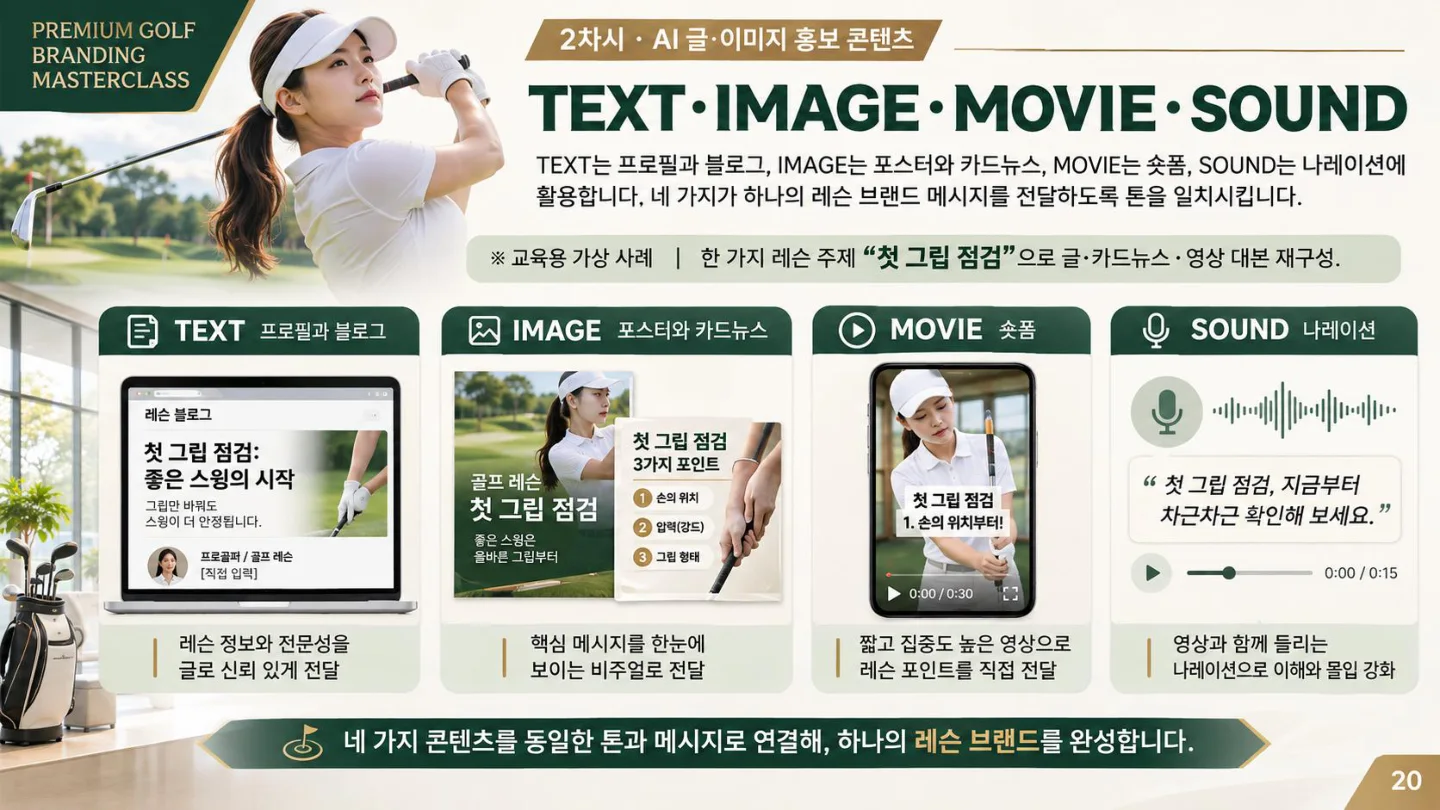 PREMIUM GOLF
BRANDING
MASTERCLASS
2차시 · AI 글·이미지 홍보 콘텐츠
TEXT·IMAGE·MOVIE·SOUND
TEXT는 프로필과 블로그, IMAGE는 포스터와 카드뉴스, MOVIE는 숏폼, SOUND는 나레이션에
활용합니다. 네 가지가 하나의 레슨 브랜드 메시지를 전달하도록 톤을 일치시킵니다.
※ 교육용 가상 사례 | 한 가지 레슨 주제 “첫 그립 점검”으로 글·카드뉴스·영상 대본 재구성.
TEXT 프로필과 블로그
레슨 블로그
첫 그립 점검:
좋은 스윙의 시작
그립만 바꿔도
스윙이 더 안정됩니다.
프로골퍼 / 골프 레슨
[직접 입력]
레슨 정보와 전문성을
글로 신뢰 있게 전달
IMAGE 포스터와 카드뉴스
골프 레슨
첫 그립 점검
좋은 스윙은
올바른 그립부터
첫 그립 점검
3가지 포인트
1 손의 위치
2 압력(강드)
3 그립 형태
핵심 메시지를 한눈에
보이는 비주얼로 전달
MOVIE 숏폼
첫 그립 점검
1. 손의 위치부터!
0:00 / 0:30
짧고 집중도 높은 영상으로
레슨 포인트를 직접 전달
SOUND 나레이션
“ 첫 그립 점검, 지금부터
차근차근 확인해 보세요.”
0:00 / 0:15
영상과 함께 들리는
나레이션으로 이해와 몰입 강화
네 가지 콘텐츠를 동일한 톤과 메시지로 연결해, 하나의 레슨 브랜드를 완성합니다.
20